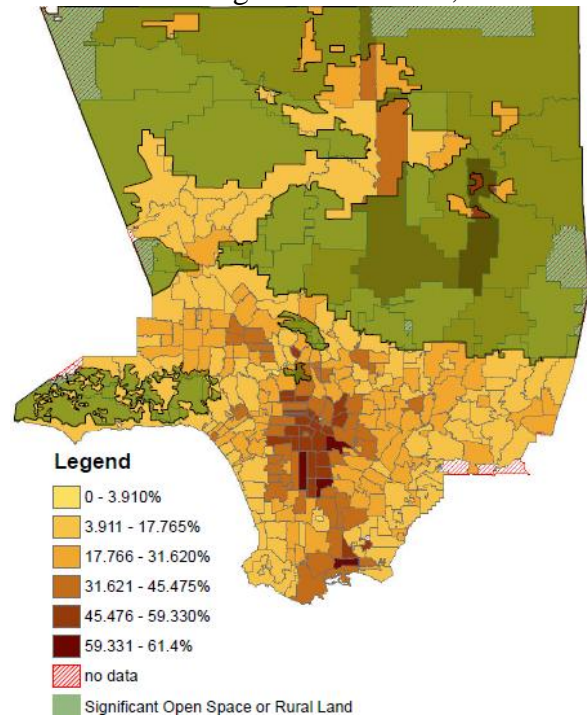 Legend
0 - 3.910%
3.911 - 17.765%
17.766 - 31.620%
31.621 - 45.475%
45.476 - 59.330%
59.331 - 61.4%
no data
Significant Open Space or Rural Land